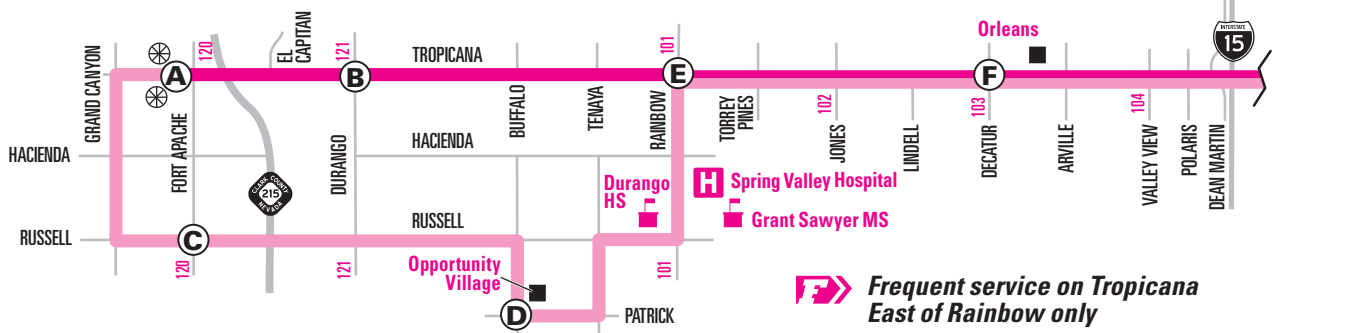 INTERSTATE
15
Orleans
EL
CAPITAN
120
121
101
TROPICANA
A
B
E
F
GRAND CANYON
FORT APACHE
DURANGO
BUFFALO
TENAYA
RAINBOW
TORREY
PINES
102
JONES
LINDELL
103
DECATUR
ARVILLE
104
VALLEY VIEW
POLARIS
DEAN MARTIN
HACIENDA
HACIENDA
CLARK COUNTY
215
NEVADA
Durango
HS
H
Spring Valley Hospital
Grant Sawyer MS
RUSSELL
RUSSELL
C
120
121
101
Opportunity
Village
D
PATRICK
F
Frequent service on Tropicana
East of Rainbow only